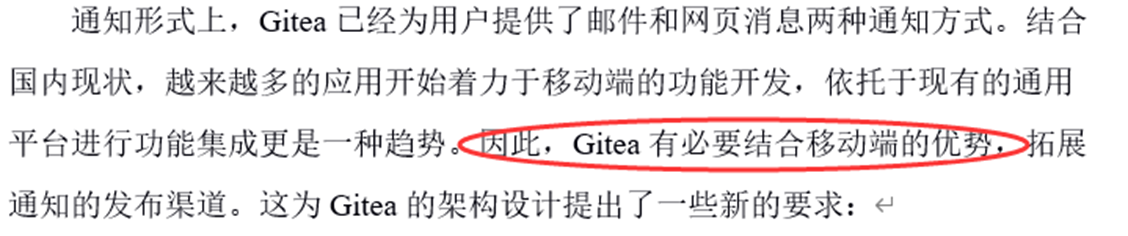 通知形式上，Gitea 已经为用户提供了邮件和网页消息两种通知方式。结合
国内现状，越来越多的应用开始着力于移动端的功能开发，依托于现有的通用
平台进行功能集成更是一种趋势。因此，Gitea 有必要结合移动端的优势，拓展
通知的发布渠道。这为 Gitea 的架构设计提出了一些新的要求：